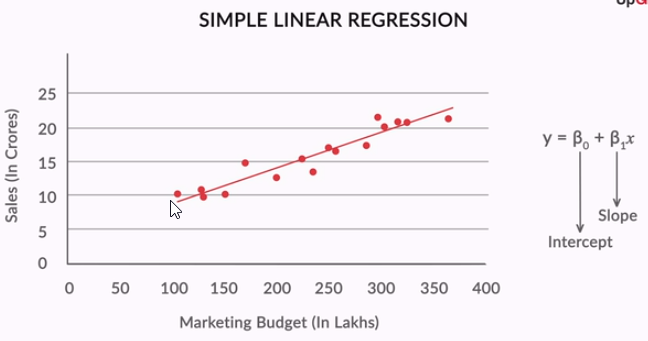 SIMPLE LINEAR REGRESSION
Sales (In Crores)
25
20
15
10
5
0
0 50 100 150 200 250 300 350 400
Marketing Budget (In Lakhs)
y = β₀ + β₁x
Slope
Intercept